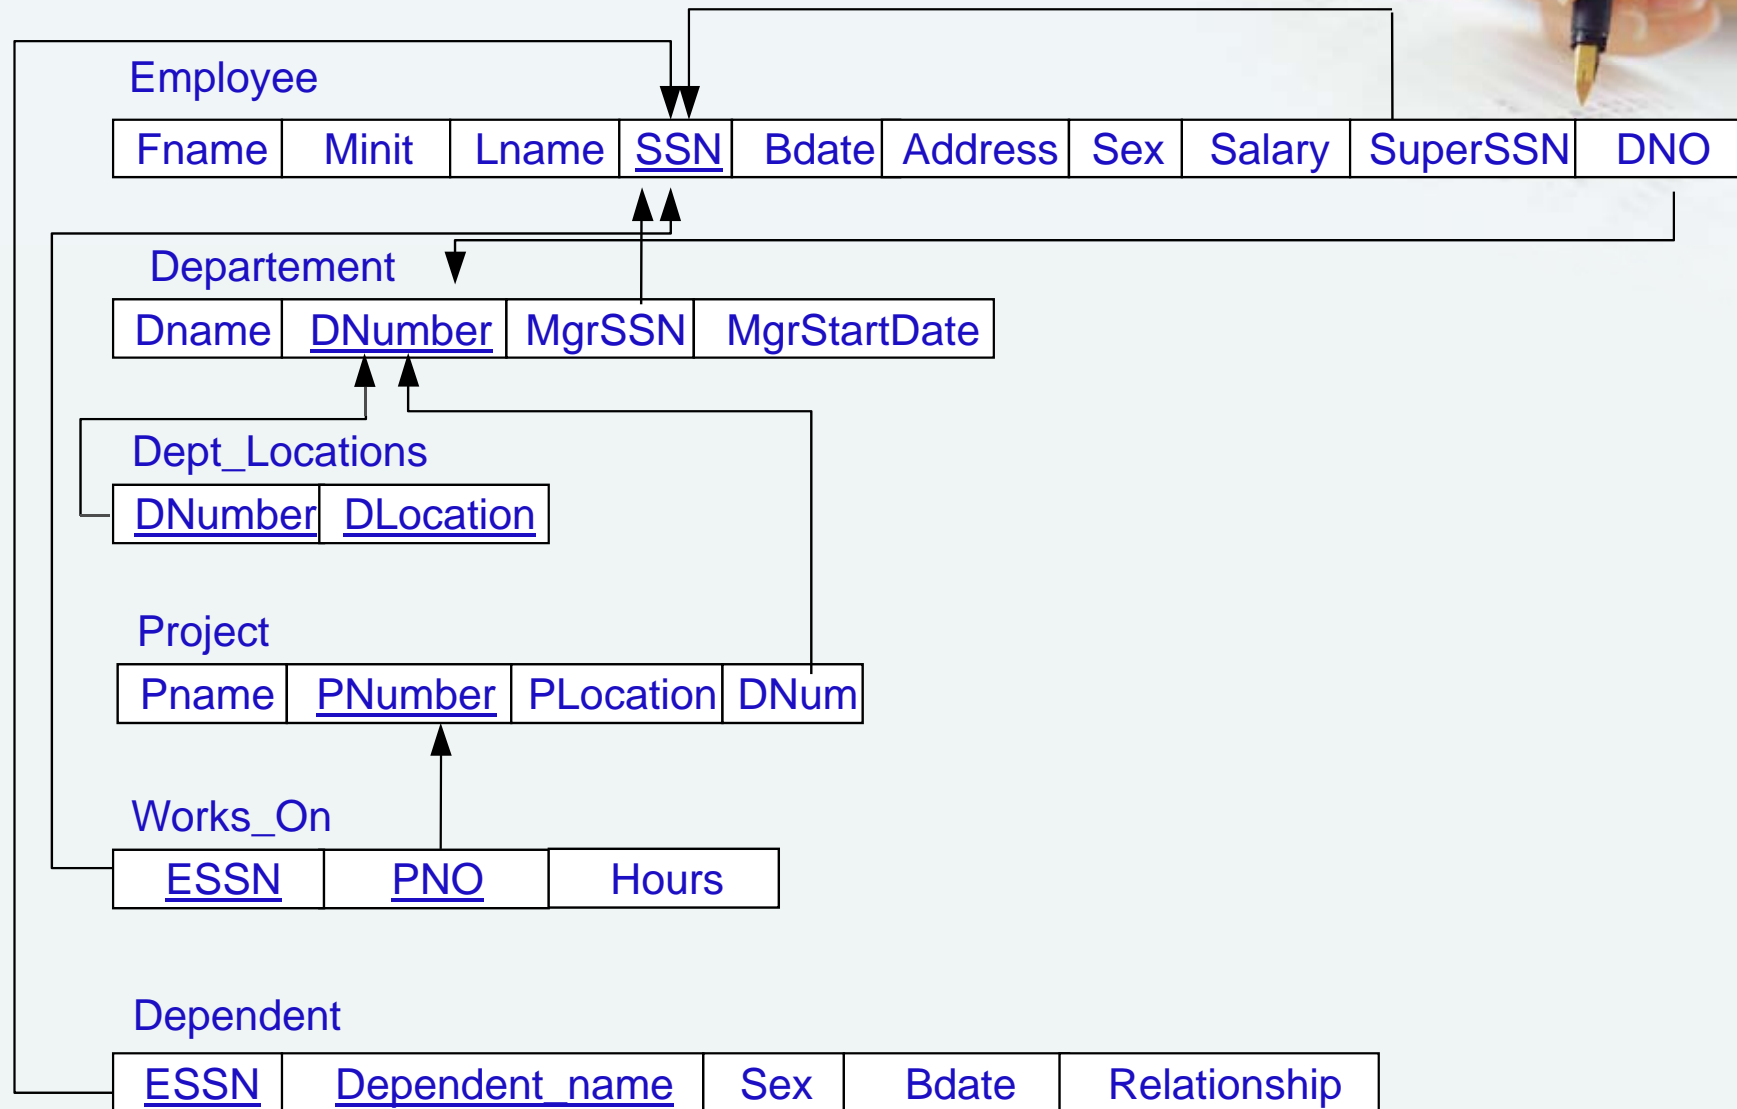 Employee
Fname Minit Lname SSN Bdate Address Sex Salary SuperSSN DNO
Departement
Dname DNumber MgrSSN MgrStartDate
Dept_Locations
DNumber DLocation
Project
Pname PNumber PLocation DNum
Works_On
ESSN PNO Hours
Dependent
ESSN Dependent_name Sex Bdate Relationship